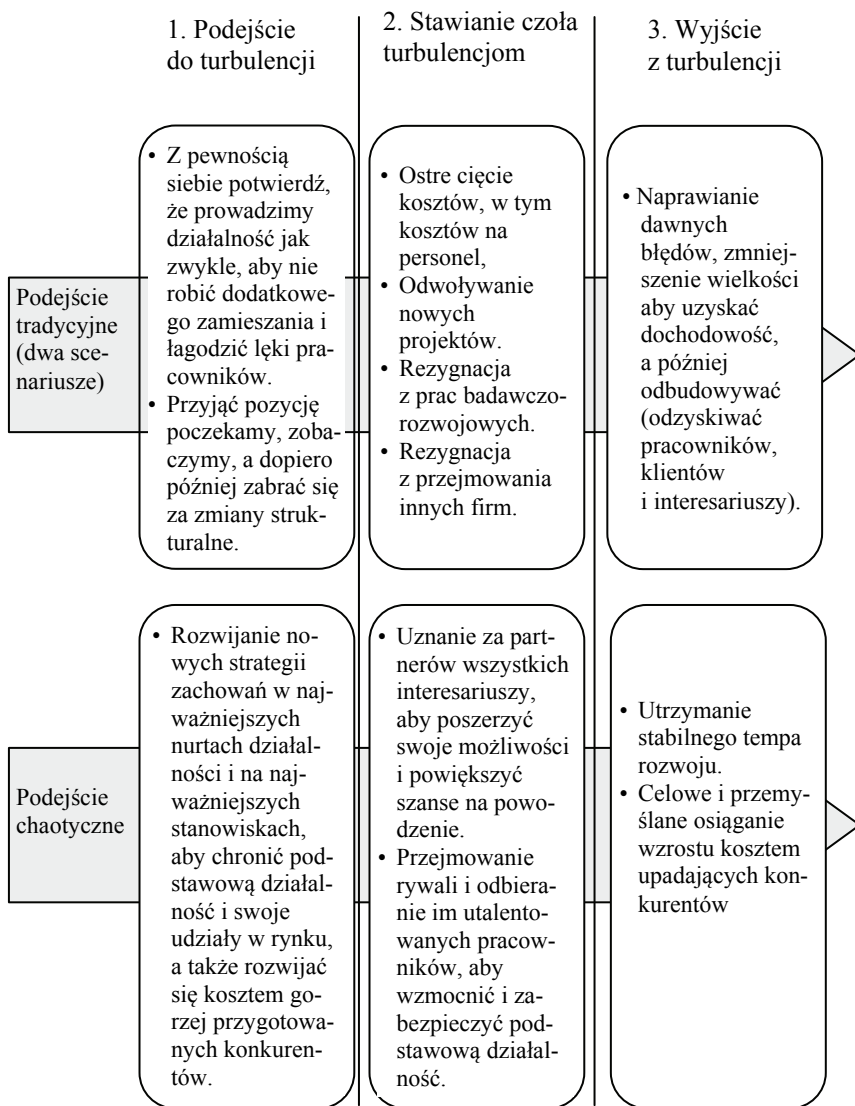 1. Podejście
do turbulencji
2. Stawianie czoła
turbulencjom
3. Wyjście
z turbulencji
Podejście
tradycyjne
(dwa sce-
nariusze)
• Z pewnością
siebie potwierdź,
że prowadzimy
działalność jak
zwykle, aby nie
robić dodatkowe-
go zamieszania i
łagodzić lęki pra-
cowników.
• Przyjąć pozycję
poczekamy, zoba-
czymy, a dopiero
później zabrać się
za zmiany struk-
turalne.
• Ostre cięcie
kosztów, w tym
kosztów na
personel,
• Odwoływanie
nowych
projektów.
• Rezygnacja
z prac badawczo-
rozwojowych.
• Rezygnacja
z przejmowania
innych firm.
• Naprawianie
dawnych
błędów, zmniej-
szenie wielkości
aby uzyskać
dochodowość,
a później
odbudowywać
(odzyskiwać
pracowników,
klientów
i interesariuszy).
Podejście
chaotyczne
• Rozwijanie no-
wych strategii
zachowań w naj-
ważniejszych
nurtach działal-
ności i na naj-
ważniejszych
stanowiskach,
aby chronić pod-
stawową działal-
ność i swoje
udziały w rynku,
a także rozwijać
się kosztem go-
rzej przygotowa-
nych konkuren-
tów.
• Uznanie za part-
nerów wszystkich
interesariuszy,
aby poszerzyć
swoje możliwości
i powiększyć
szanse na powo-
dzenie.
• Przejmowanie
rywali i odbiera-
nie im utalento-
wanych pracow-
ników, aby
wzmocnić i za-
bezpieczyć pod-
stawową działal-
ność.
• Utrzymanie
stabilnego tempa
rozwoju.
• Celowe i przemy-
ślane osiąganie
wzrostu kosztem
upadających kon-
kurentów